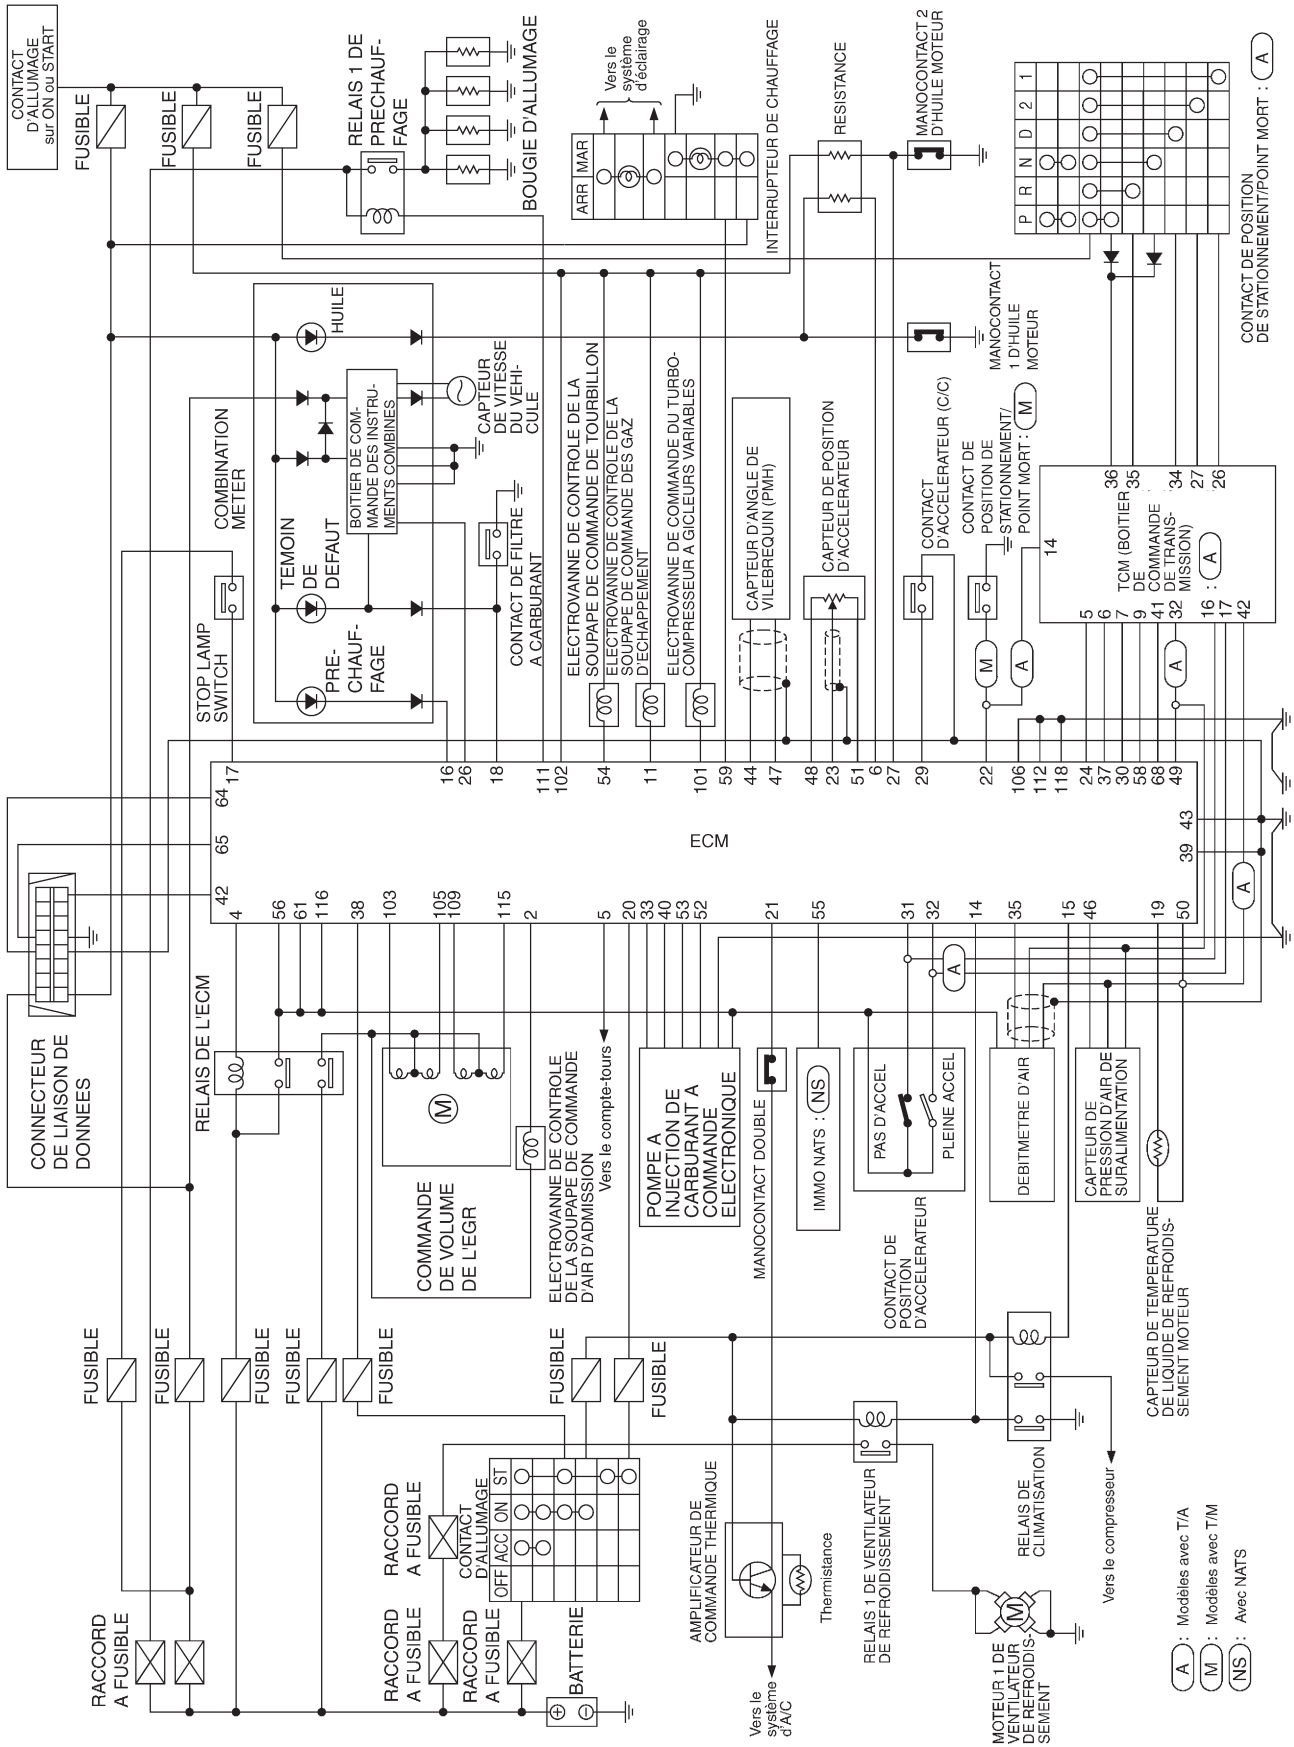 CONTACT
D'ALLUMAGE
sur ON ou START
FUSIBLE
FUSIBLE
FUSIBLE
RELAIS 1 DE
PRECHAUF-
FAGE
BOUGIE D'ALLUMAGE
Vers le
système
d'éclairage
ARR
MAR
INTERRUPTEUR DE CHAUFFAGE
RESISTANCE
MANOCONTACT 2
D'HUILE MOTEUR
P
R
N
D
2
1
CONTACT DE POSITION
DE STATIONNEMENT/POINT MORT : A
COMBINATION
METER
HUILE
TEMOIN
DE
DEFAUT
PRE-
CHAUF-
FAGE
BOITIER DE COM-
MANDE DES INSTRU-
MENTS COMBINES
CAPTEUR
DE VITESSE
DU VEHI-
CULE
STOP LAMP
SWITCH
CONTACT DE FILTRE
A CARBURANT
ELECTROVANNE DE CONTROLE DE LA
SOUPAPE DE COMMANDE DE TOURBILLON
ELECTROVANNE DE CONTROLE DE LA
SOUPAPE DE COMMANDE DES GAZ
D'ECHAPPEMENT
ELECTROVANNE DE COMMANDE DU TURBO-
COMPRESSEUR A GICLEURS VARIABLES
CAPTEUR D'ANGLE DE
VILEBREQUIN (PMH)
CAPTEUR DE POSITION
D'ACCELERATEUR
CONTACT
D'ACCELERATEUR (C/C)
MANOCONTACT
1 D'HUILE
MOTEUR
CONTACT DE
POSITION DE
STATIONNEMENT/
POINT MORT : M
M
A
14
36
35
34
27
26
TCM (BOITIER
DE
COMMANDE
DE TRANS-
MISSION)
: A
5
6
7
9
41
32
16
17
42
A
17
16
26
18
111
102
54
11
101
59
44
47
48
23
51
6
27
29
22
106
112
118
24
37
30
58
68
49
64
65
42
ECM
43
39
4
56
61
116
38
103
105
109
115
2
5
20
33
40
53
52
21
55
31
32
14
35
15
46
19
50
A
A
CONNECTEUR
DE LIAISON DE
DONNEES
RELAIS DE L'ECM
M
COMMANDE
DE VOLUME
DE L'EGR
ELECTROVANNE DE CONTROLE
DE LA SOUPAPE DE COMMANDE
D'AIR D'ADMISSION
Vers le compte-tours
POMPE A
INJECTION DE
CARBURANT A
COMMANDE
ELECTRONIQUE
MANOCONTACT DOUBLE
IMMO NATS : NS
PAS D'ACCEL
PLEINE ACCEL
CONTACT DE
POSITION
D'ACCELERATEUR
DEBITMETRE D'AIR
CAPTEUR DE
PRESSION D'AIR DE
SURALIMENTATION
CAPTEUR DE TEMPERATURE
DE LIQUIDE DE REFROIDIS-
SEMENT MOTEUR
FUSIBLE
FUSIBLE
FUSIBLE
FUSIBLE
FUSIBLE
FUSIBLE
FUSIBLE
RACCORD
A FUSIBLE
RACCORD
A FUSIBLE
RACCORD
A FUSIBLE
RACCORD
A FUSIBLE
CONTACT
D'ALLUMAGE
OFF
ACC
ON
ST
BATTERIE
AMPLIFICATEUR DE
COMMANDE THERMIQUE
Thermistance
Vers le
système
d'A/C
RELAIS 1 DE VENTILATEUR
DE REFROIDISSEMENT
M
MOTEUR 1 DE
VENTILATEUR
DE REFROIDIS-
SEMENT
RELAIS DE
CLIMATISATION
Vers le compresseur
A : Modèles avec T/A
M : Modèles avec T/M
NS : Avec NATS